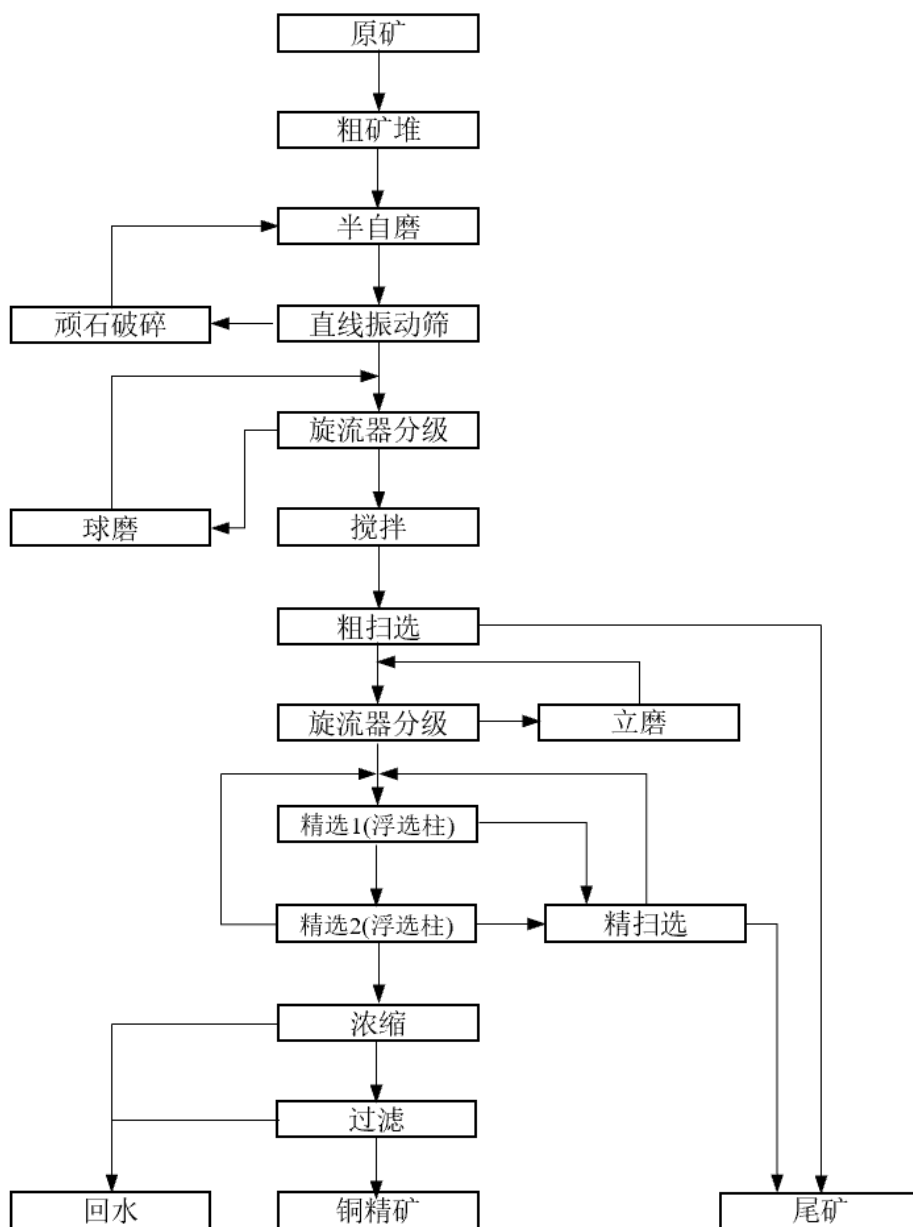 原矿
粗矿堆
半自磨
顽石破碎
直线振动筛
旋流器分级
球磨
搅拌
粗扫选
旋流器分级
立磨
精选1(浮选柱)
精选2(浮选柱)
精扫选
浓缩
过滤
回水
铜精矿
尾矿